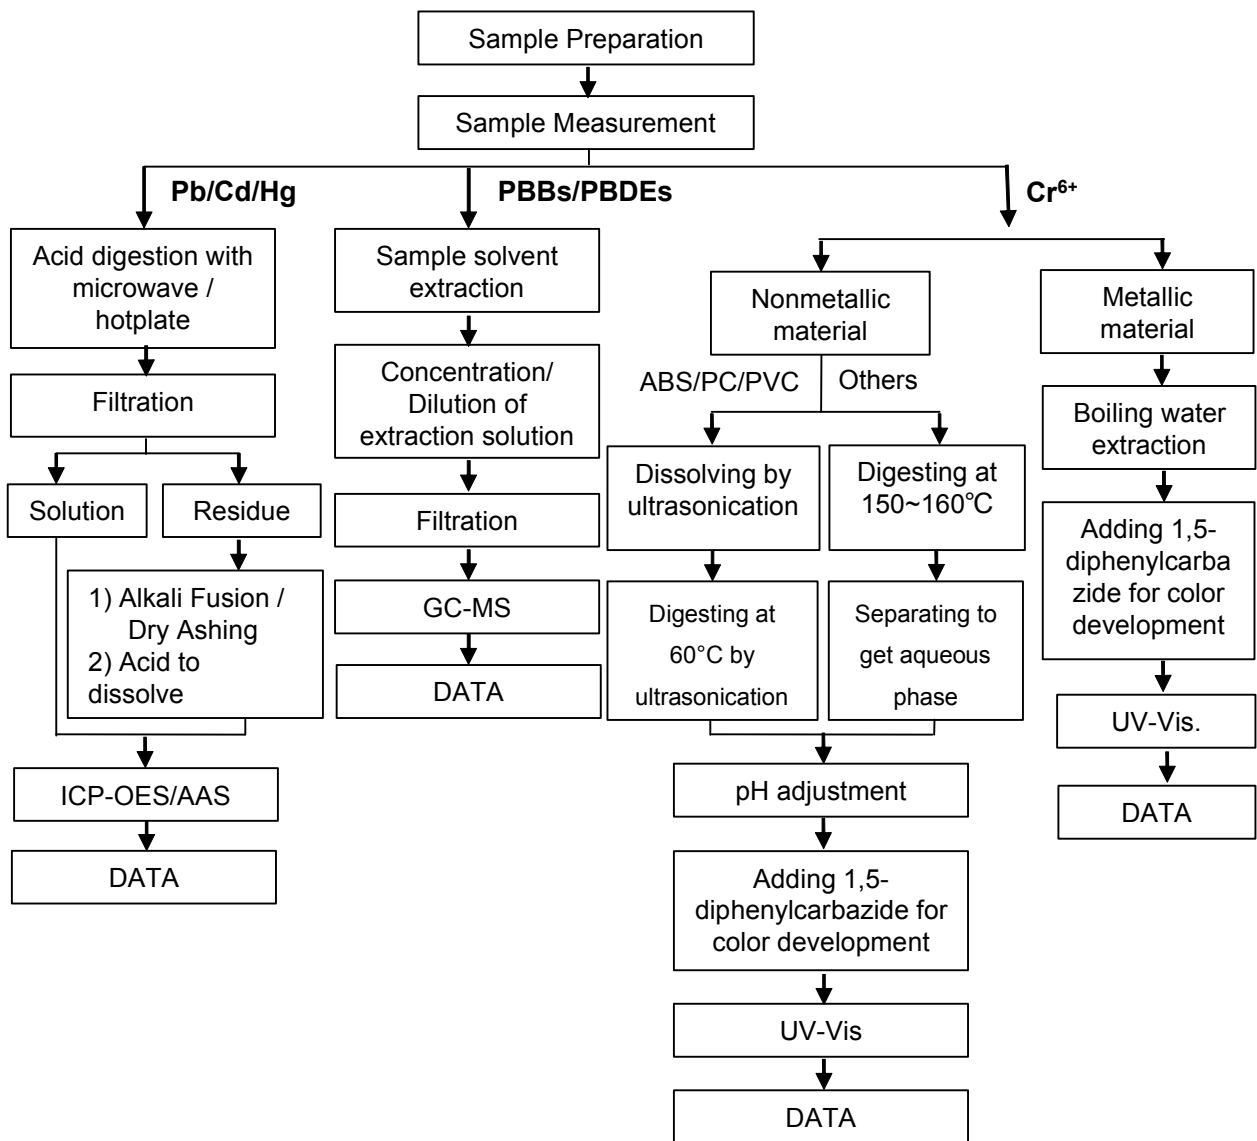 Sample Preparation
Sample Measurement
Pb/Cd/Hg
PBBs/PBDEs
Cr⁶⁺
Acid digestion with
microwave /
hotplate
Filtration
Solution
Residue
1) Alkali Fusion /
Dry Ashing
2) Acid to
dissolve
ICP-OES/AAS
DATA
Sample solvent
extraction
Concentration/
Dilution of
extraction solution
Filtration
GC-MS
DATA
Nonmetallic
material
ABS/PC/PVC
Others
Dissolving by
ultrasonication
Digesting at
60°C by
ultrasonication
Digesting at
150~160℃
Separating to
get aqueous
phase
pH adjustment
Adding 1,5-
diphenylcarbazide for
color development
UV-Vis
DATA
Metallic
material
Boiling water
extraction
Adding 1,5-
diphenylcarba
zide for color
development
UV-Vis.
DATA